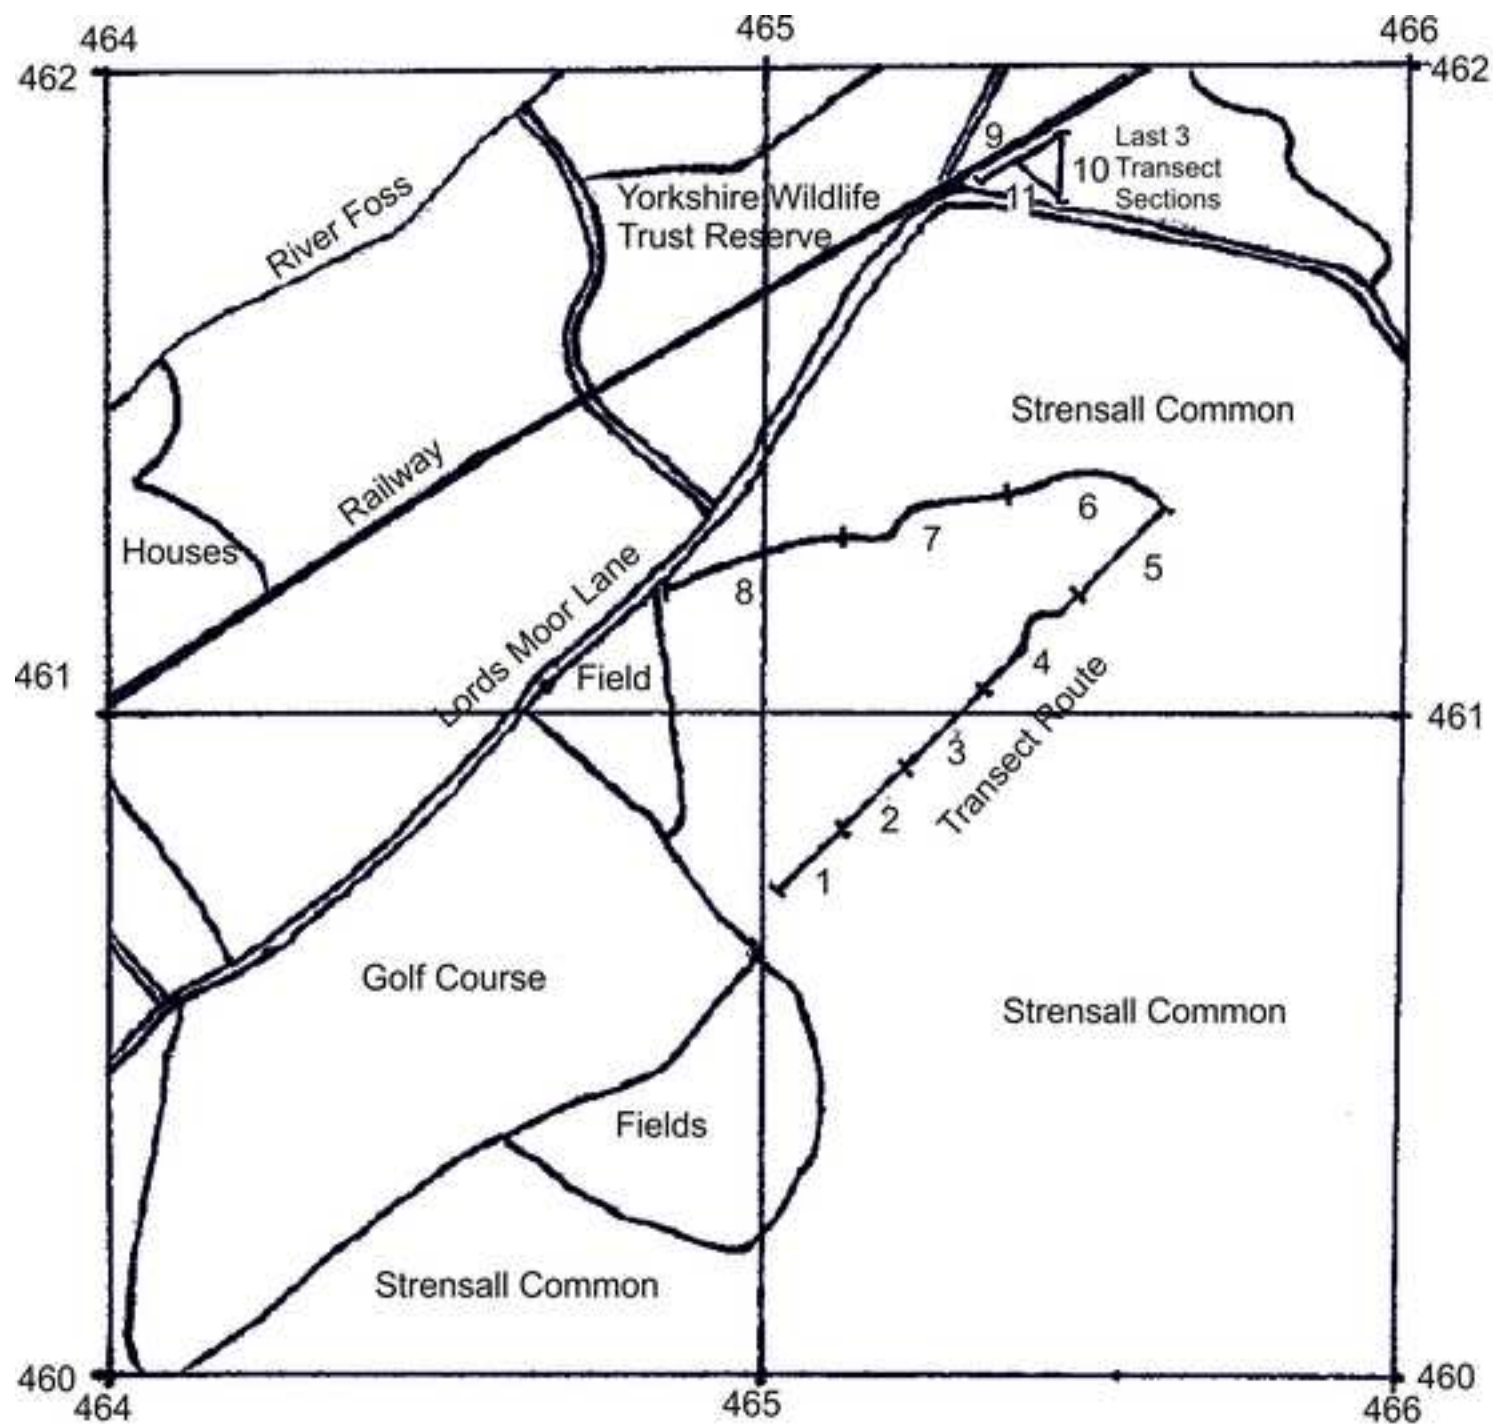 464
465
466
462
462
9
Last 3
10 Transect
Sections
11
River Foss
Yorkshire Wildlife
Trust Reserve
Strensall Common
Railway
Houses
6
7
5
8
Lords Moor Lane
Field
4
461
461
3
Transect Route
2
1
Golf Course
Strensall Common
Fields
Strensall Common
460
460
464
465
466